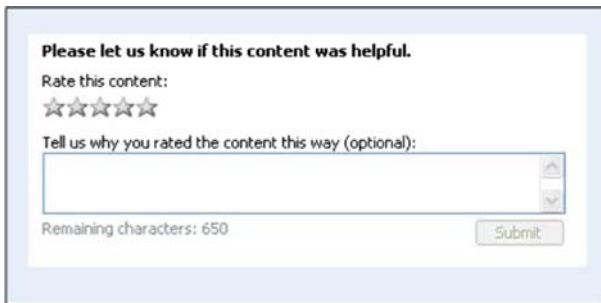 Please let us know if this content was helpful.
Rate this content:
Tell us why you rated the content this way (optional):
Remaining characters: 650
Submit